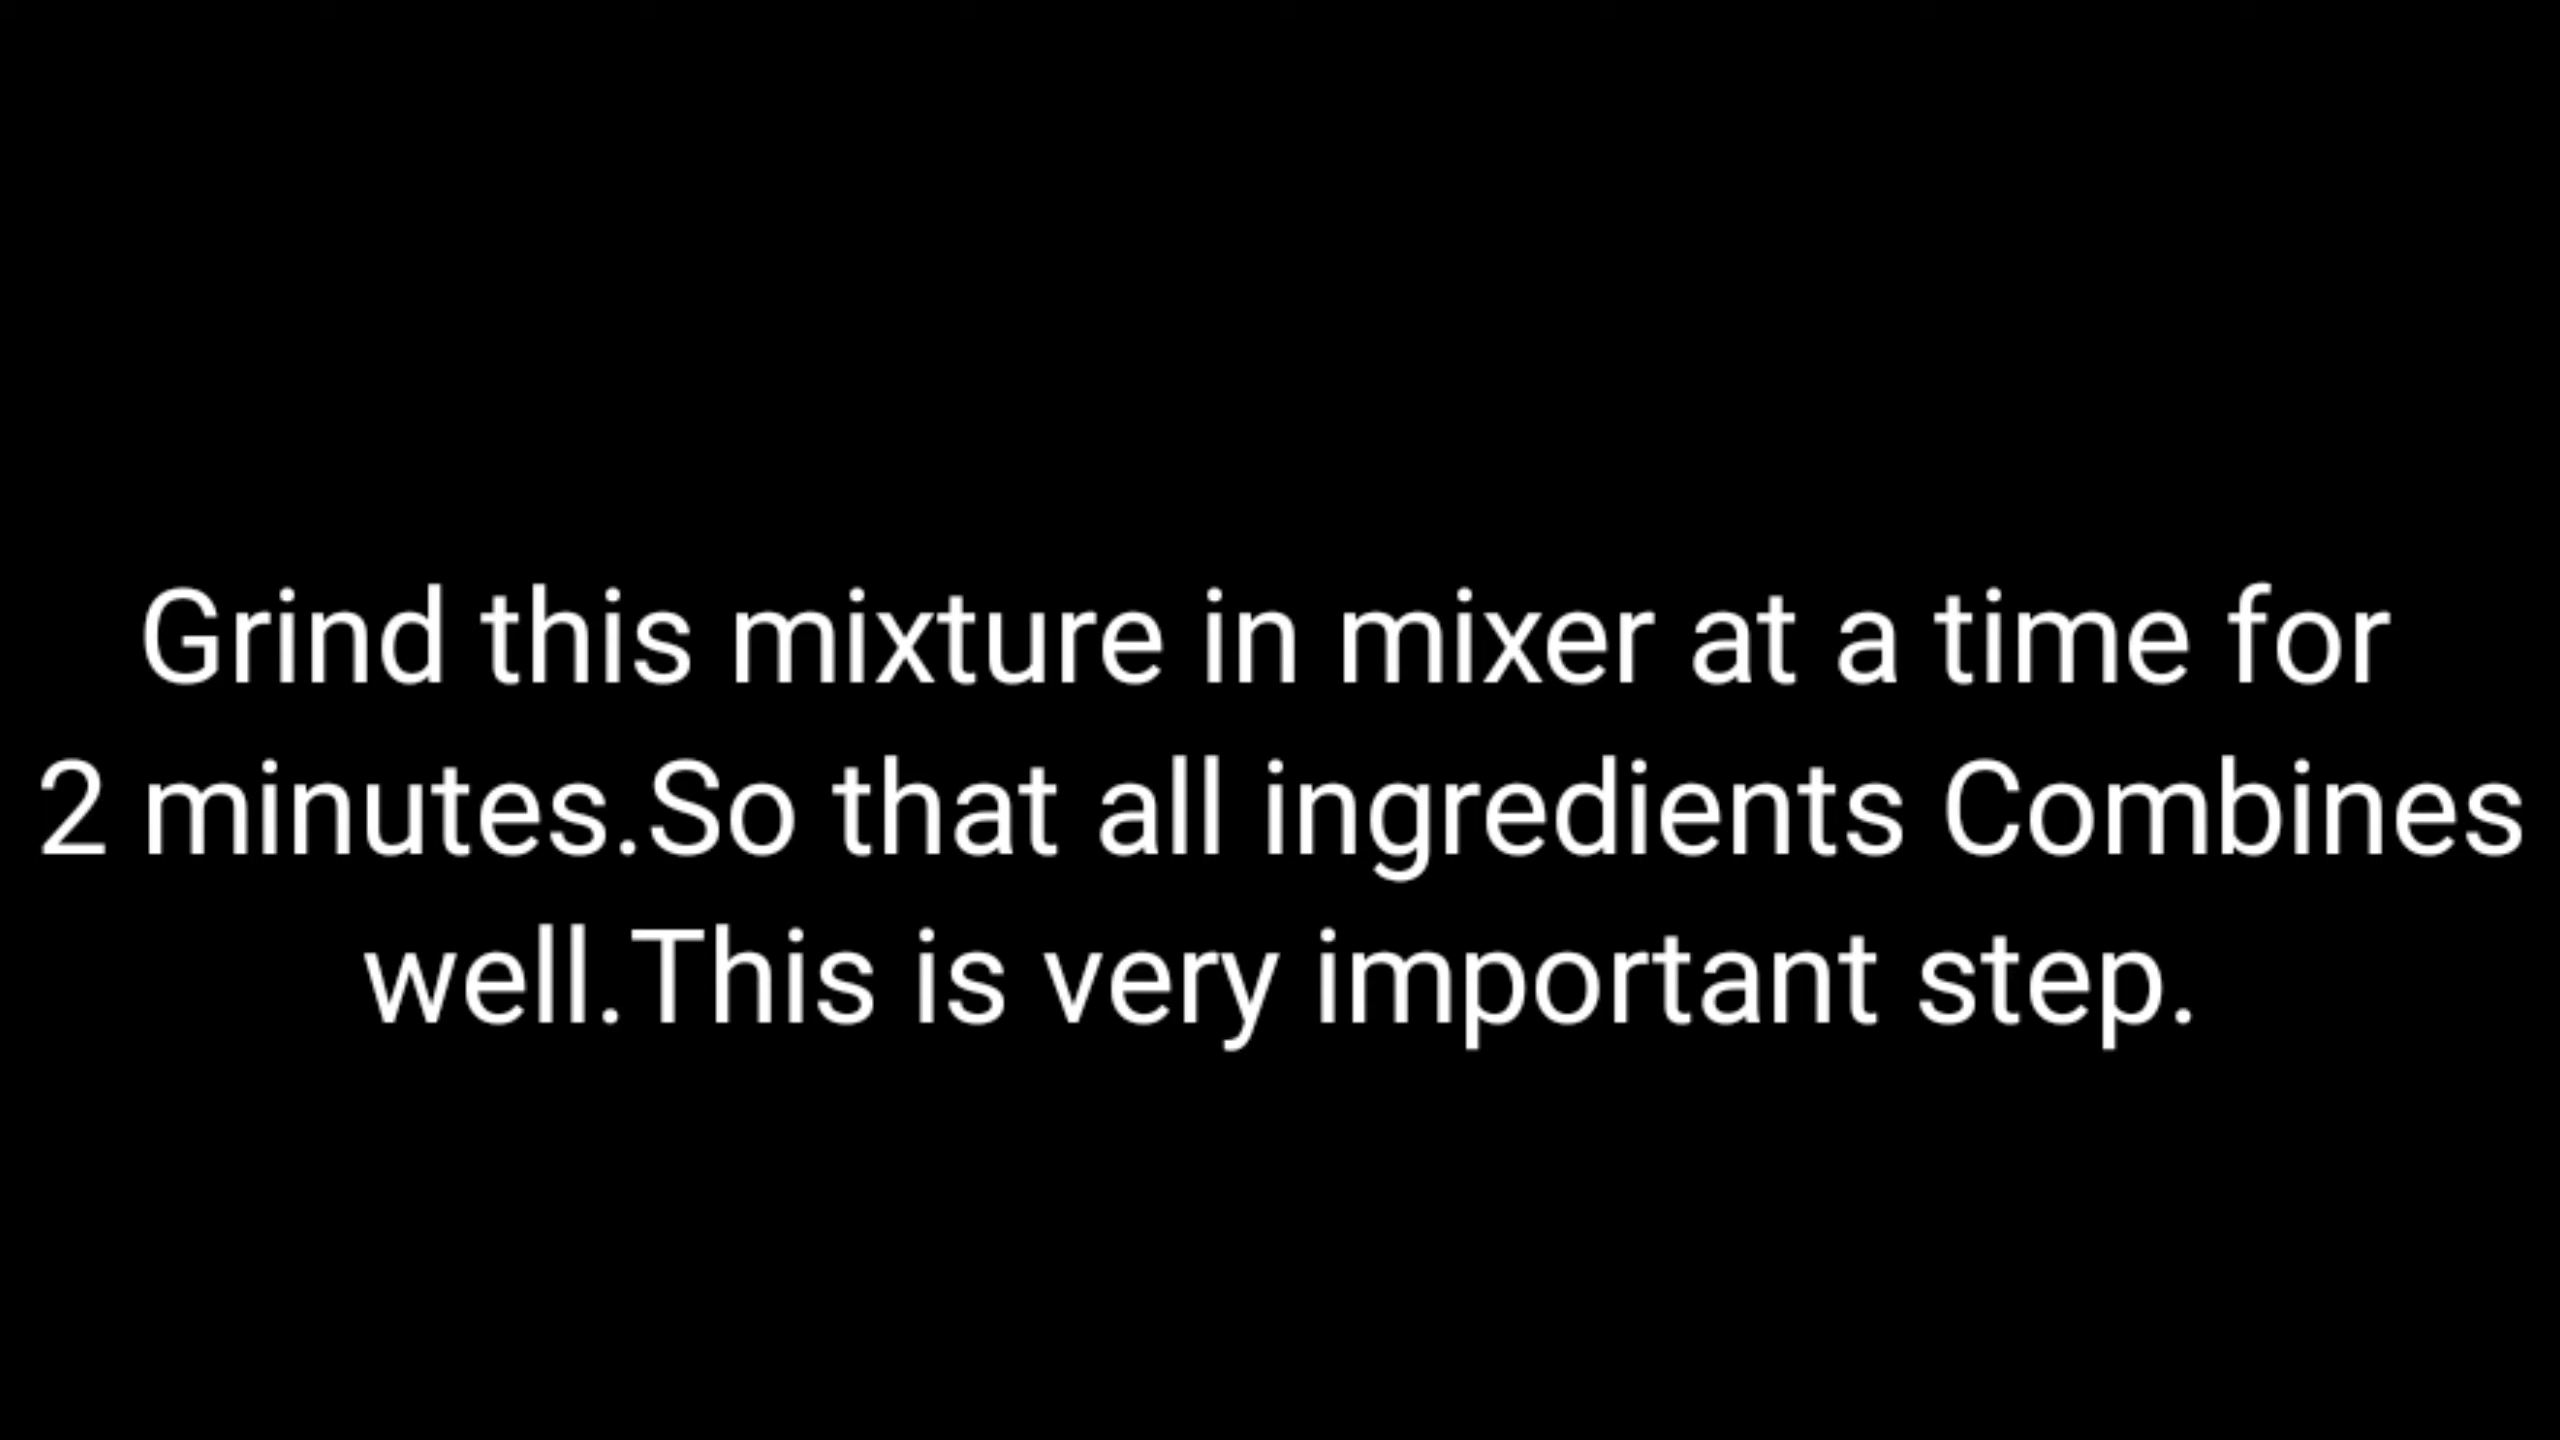 Grind this mixture in mixer at a time for
2 minutes.So that all ingredients Combines
well.This is very important step.